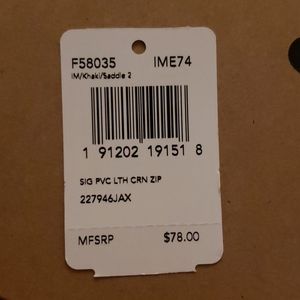 F58035 IME74
IM/Khaki/Saddle 2
1 91202 19151 8
SIG PVC LTH CRN ZIP
227946JAX
MFSRP $78.00